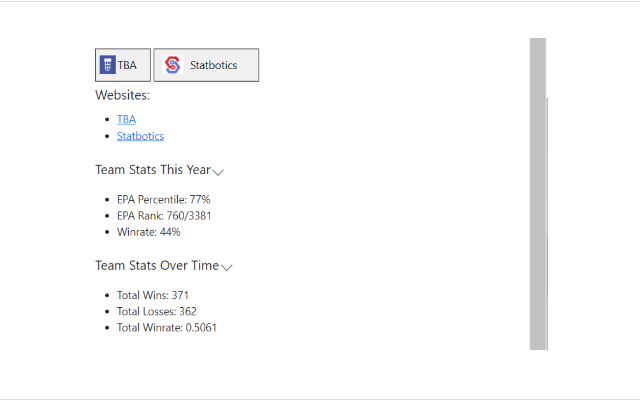 TBA Statbotics
Websites:
TBA
Statbotics
Team Stats This Year
EPA Percentile: 77%
EPA Rank: 760/3381
Winrate: 44%
Team Stats Over Time
Total Wins: 371
Total Losses: 362
Total Winrate: 0.5061